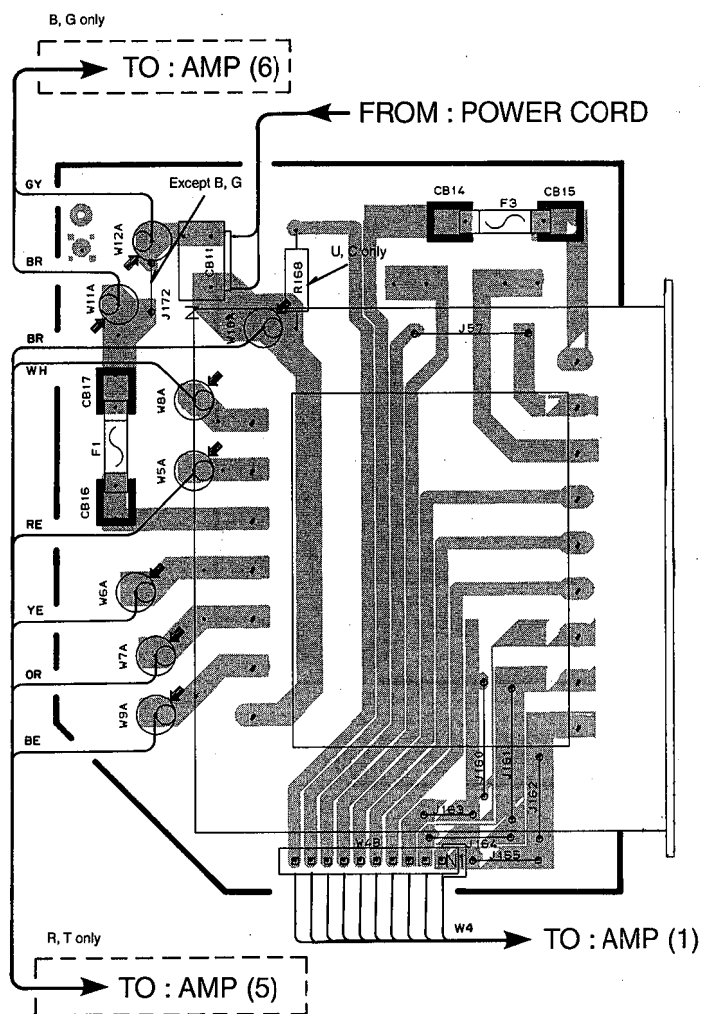 B, G only
TO : AMP (6)
FROM : POWER CORD
Except B, G
GY
CB14
F3
CB15
W12A
CB11
U, C only
R168
BR
W11A
J172
W10A
J57
BR
WH
CB17
W8A
F1
W5A
CB16
RE
W6A
YE
W7A
OR
W9A
BE
J160
J161
J162
J163
J164
W4B
J165
W4
TO : AMP (1)
R, T only
TO : AMP (5)